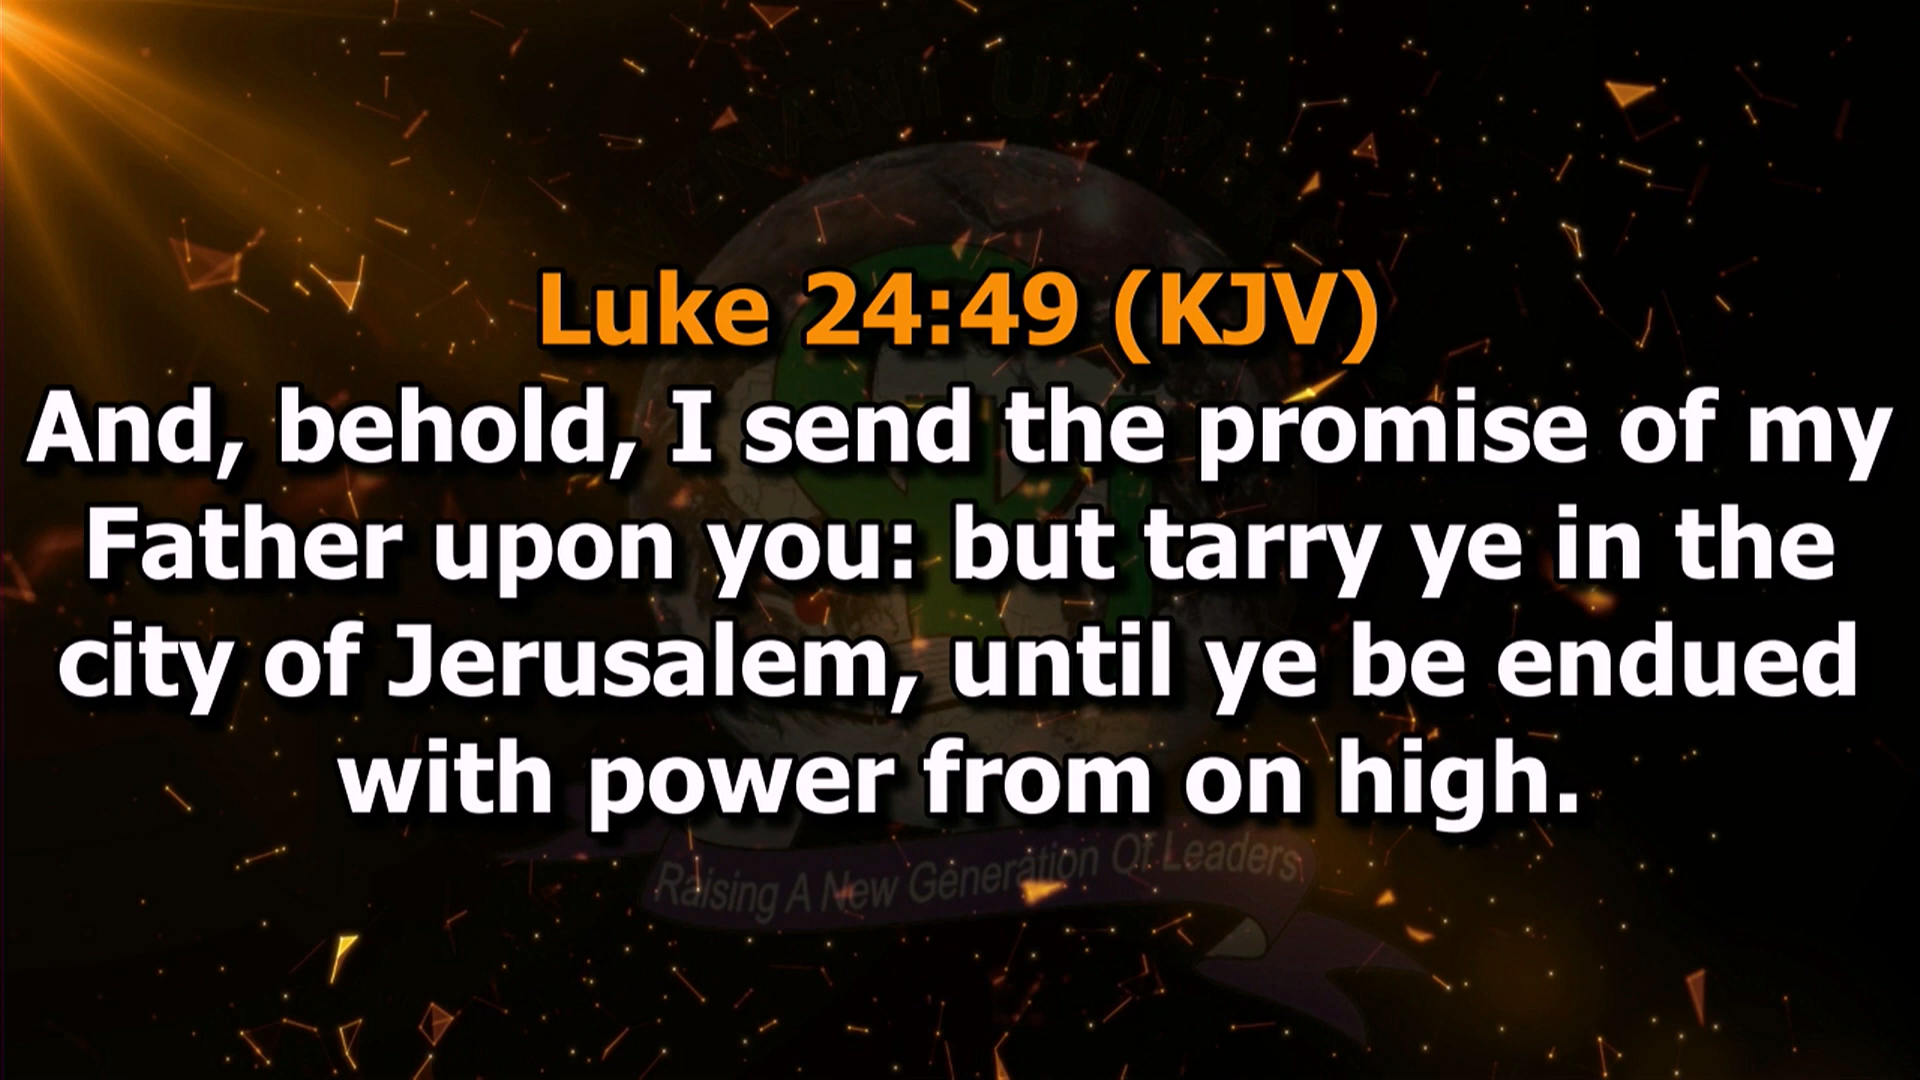 Luke 24:49 (KJV)
And, behold, I send the promise of my
Father upon you: but tarry ye in the
city of Jerusalem, until ye be endued
with power from on high.
Raising A New Generation Of Leaders